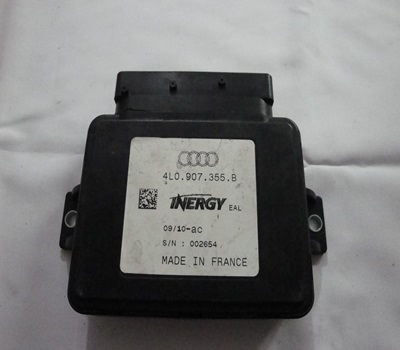 4L0.907.355.B
INERGY EAL
09/10-ac
S/N : 002654
MADE IN FRANCE